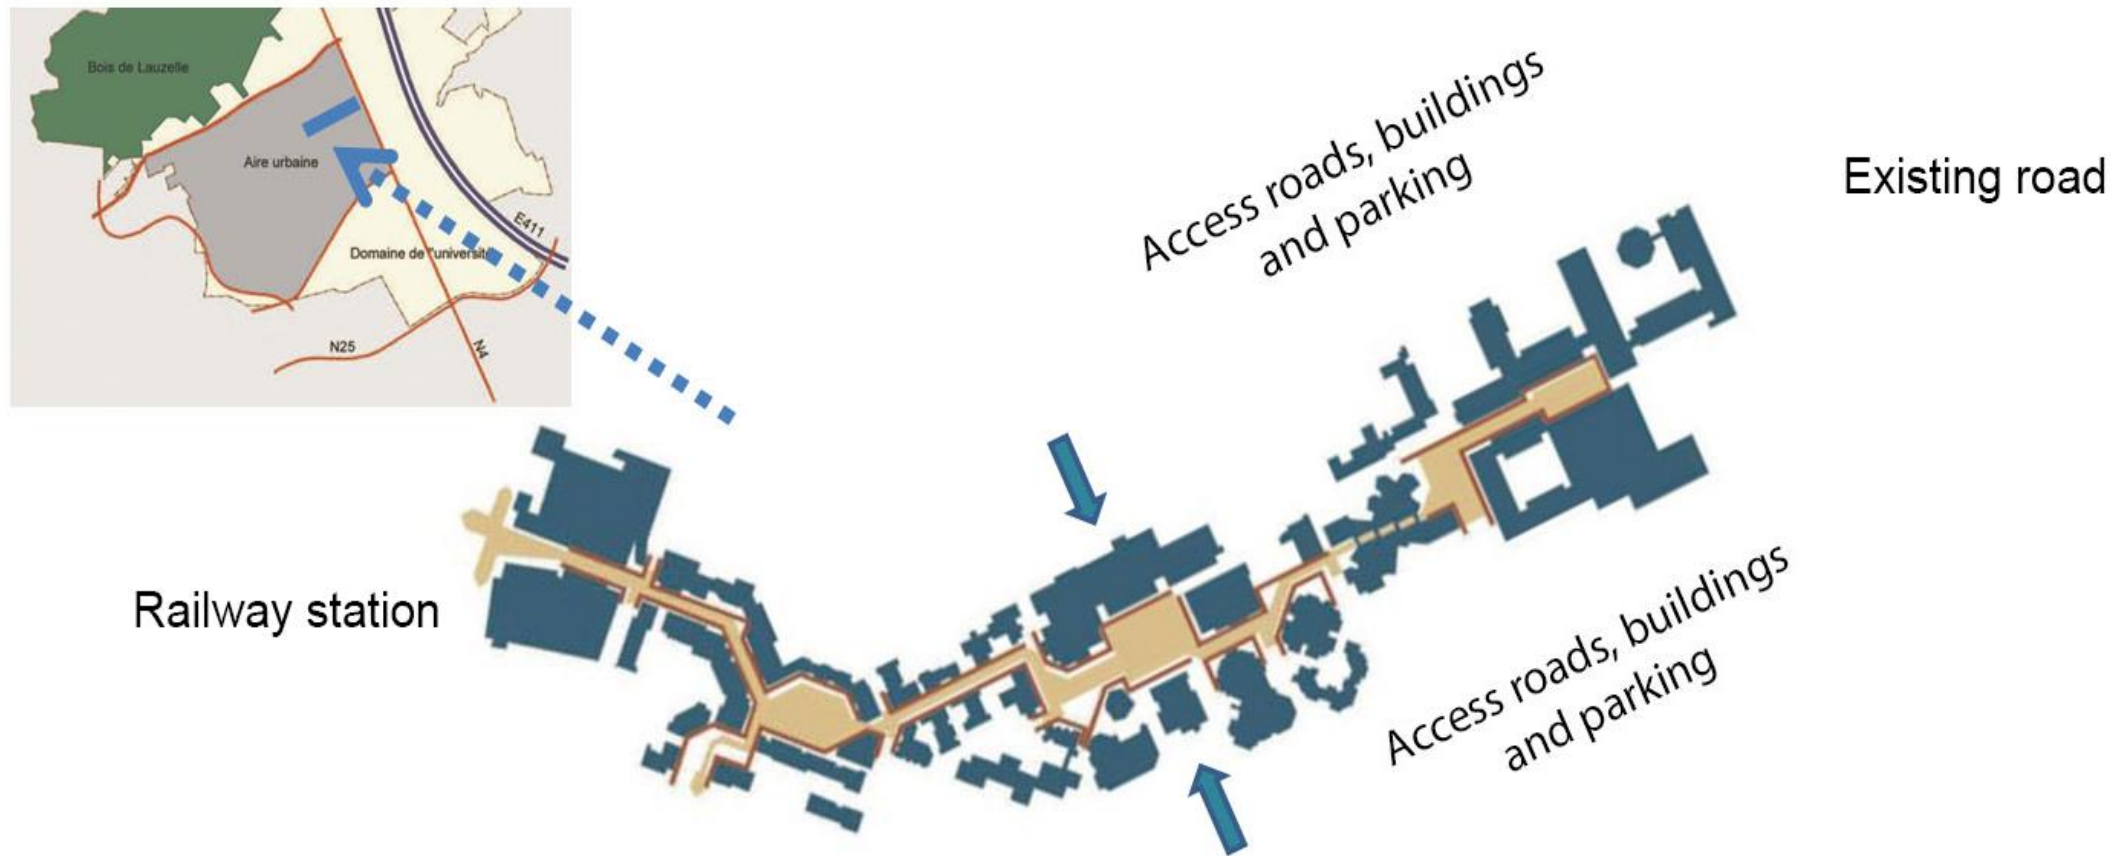 Bois de Lauzelle
Aire urbaine
E411
Domaine de l'université
N25
N4
Access roads, buildings
and parking
Existing road
Railway station
Access roads, buildings
and parking